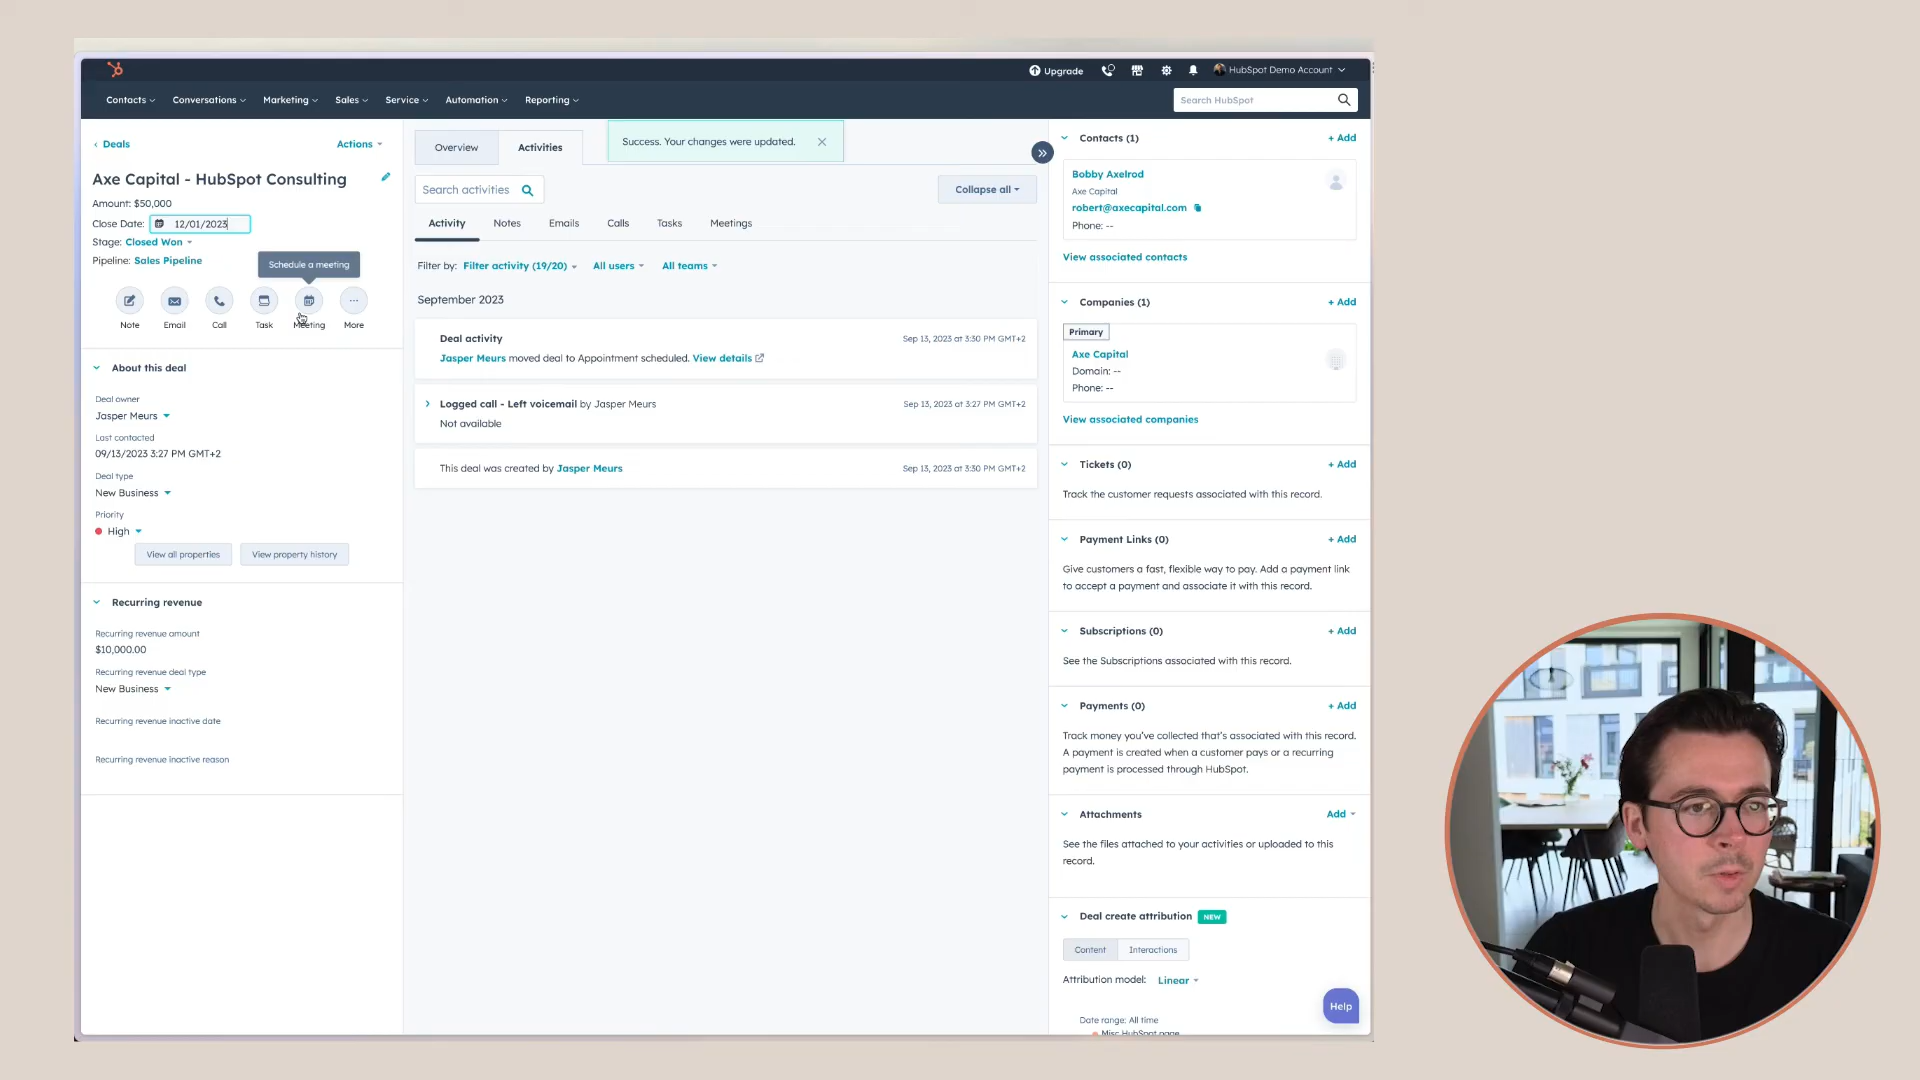 Upgrade
HubSpot Demo Account
Contacts
Conversations
Marketing
Sales
Service
Automation
Reporting
Search HubSpot
Deals
Actions
Axe Capital - HubSpot Consulting
Amount: $50,000
Close Date: 12/01/2023
Stage: Closed Won
Pipeline: Sales Pipeline
Schedule a meeting
Note
Email
Call
Task
Meeting
More
About this deal
Deal owner
Jasper Meurs
Last contacted
09/13/2023 3:27 PM GMT+2
Deal type
New Business
Priority
High
View all properties
View property history
Recurring revenue
Recurring revenue amount
$10,000.00
Recurring revenue deal type
New Business
Recurring revenue inactive date
Recurring revenue inactive reason
Overview
Activities
Success. Your changes were updated.
Search activities
Collapse all
Activity
Notes
Emails
Calls
Tasks
Meetings
Filter by: Filter activity (19/20)
All users
All teams
September 2023
Deal activity
Sep 13, 2023 at 3:30 PM GMT+2
Jasper Meurs moved deal to Appointment scheduled. View details
Logged call - Left voicemail by Jasper Meurs
Sep 13, 2023 at 3:27 PM GMT+2
Not available
This deal was created by Jasper Meurs
Sep 13, 2023 at 3:30 PM GMT+2
Contacts (1)
+ Add
Bobby Axelrod
Axe Capital
robert@axecapital.com
Phone: --
View associated contacts
Companies (1)
+ Add
Primary
Axe Capital
Domain: --
Phone: --
View associated companies
Tickets (0)
+ Add
Track the customer requests associated with this record.
Payment Links (0)
+ Add
Give customers a fast, flexible way to pay. Add a payment link
to accept a payment and associate it with this record.
Subscriptions (0)
+ Add
See the Subscriptions associated with this record.
Payments (0)
+ Add
Track money you've collected that's associated with this record.
A payment is created when a customer pays or a recurring
payment is processed through HubSpot.
Attachments
Add
See the files attached to your activities or uploaded to this
record.
Deal create attribution NEW
Content
Interactions
Attribution model: Linear
Date range: All time
Misc HubSpot page
Help